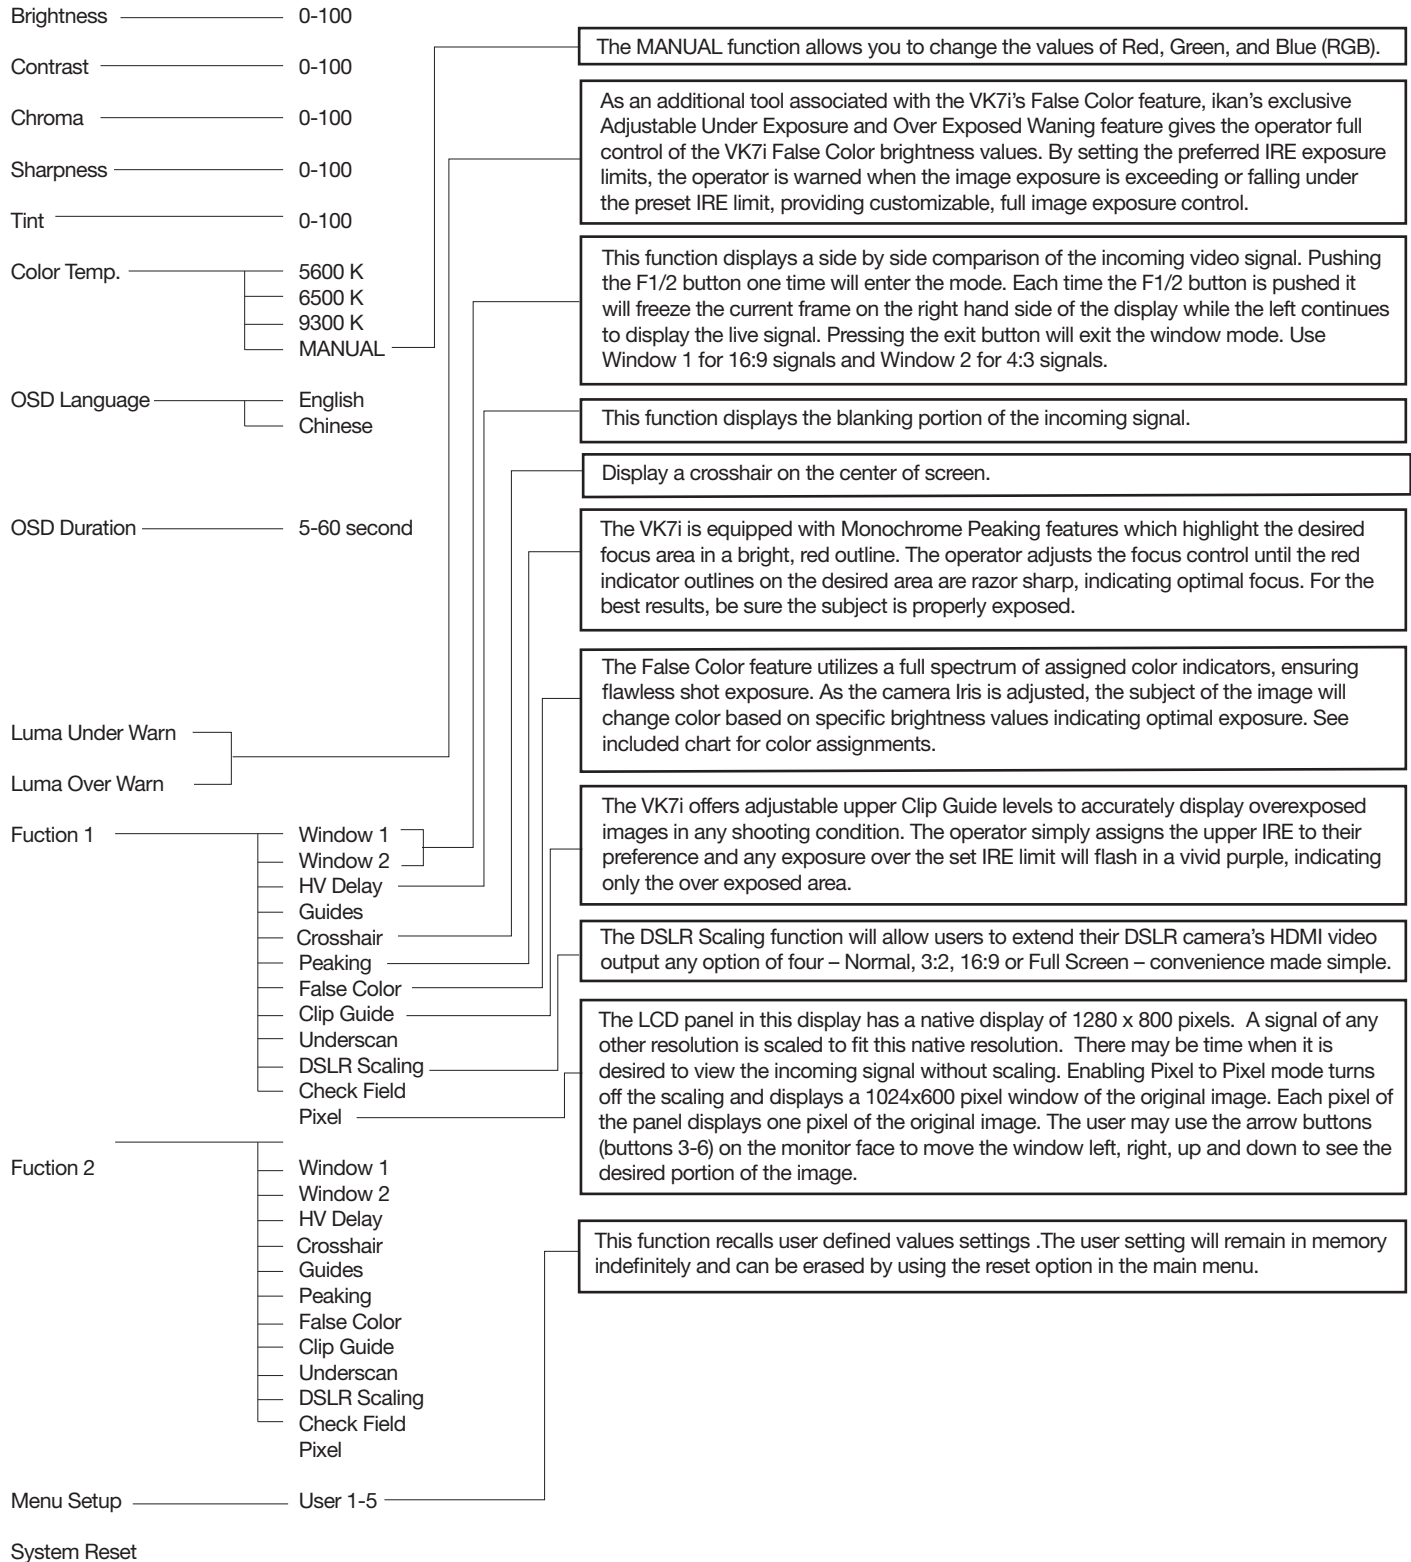 Brightness 0-100
Contrast 0-100
Chroma 0-100
Sharpness 0-100
Tint 0-100
Color Temp. 5600 K
6500 K
9300 K
MANUAL
OSD Language English
Chinese
OSD Duration 5-60 second
Luma Under Warn
Luma Over Warn
Fuction 1 Window 1
Window 2
HV Delay
Guides
Crosshair
Peaking
False Color
Clip Guide
Underscan
DSLR Scaling
Check Field
Pixel
Fuction 2 Window 1
Window 2
HV Delay
Crosshair
Guides
Peaking
False Color
Clip Guide
Underscan
DSLR Scaling
Check Field
Pixel
Menu Setup User 1-5
System Reset
The MANUAL function allows you to change the values of Red, Green, and Blue (RGB).
As an additional tool associated with the VK7i’s False Color feature, ikan’s exclusive
Adjustable Under Exposure and Over Exposed Waning feature gives the operator full
control of the VK7i False Color brightness values. By setting the preferred IRE exposure
limits, the operator is warned when the image exposure is exceeding or falling under
the preset IRE limit, providing customizable, full image exposure control.
This function displays a side by side comparison of the incoming video signal. Pushing
the F1/2 button one time will enter the mode. Each time the F1/2 button is pushed it
will freeze the current frame on the right hand side of the display while the left continues
to display the live signal. Pressing the exit button will exit the window mode. Use
Window 1 for 16:9 signals and Window 2 for 4:3 signals.
This function displays the blanking portion of the incoming signal.
Display a crosshair on the center of screen.
The VK7i is equipped with Monochrome Peaking features which highlight the desired
focus area in a bright, red outline. The operator adjusts the focus control until the red
indicator outlines on the desired area are razor sharp, indicating optimal focus. For the
best results, be sure the subject is properly exposed.
The False Color feature utilizes a full spectrum of assigned color indicators, ensuring
flawless shot exposure. As the camera Iris is adjusted, the subject of the image will
change color based on specific brightness values indicating optimal exposure. See
included chart for color assignments.
The VK7i offers adjustable upper Clip Guide levels to accurately display overexposed
images in any shooting condition. The operator simply assigns the upper IRE to their
preference and any exposure over the set IRE limit will flash in a vivid purple, indicating
only the over exposed area.
The DSLR Scaling function will allow users to extend their DSLR camera’s HDMI video
output any option of four – Normal, 3:2, 16:9 or Full Screen – convenience made simple.
The LCD panel in this display has a native display of 1280 x 800 pixels. A signal of any
other resolution is scaled to fit this native resolution. There may be time when it is
desired to view the incoming signal without scaling. Enabling Pixel to Pixel mode turns
off the scaling and displays a 1024x600 pixel window of the original image. Each pixel of
the panel displays one pixel of the original image. The user may use the arrow buttons
(buttons 3-6) on the monitor face to move the window left, right, up and down to see the
desired portion of the image.
This function recalls user defined values settings .The user setting will remain in memory
indefinitely and can be erased by using the reset option in the main menu.